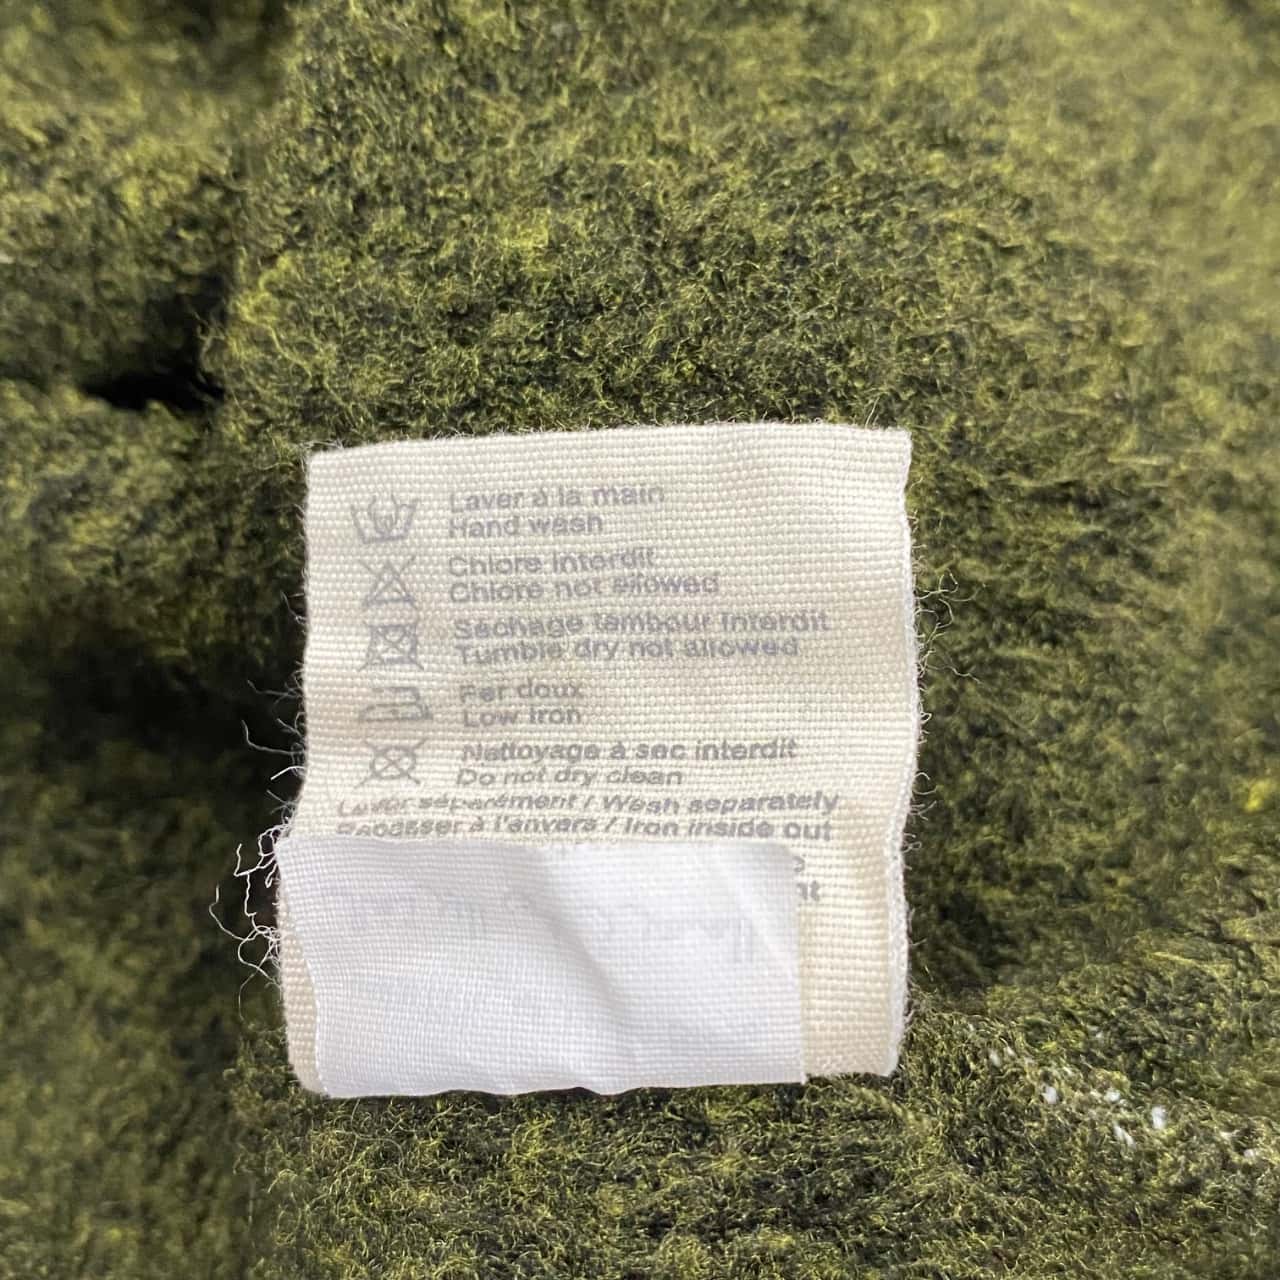 Laver à la main
Hand wash
Chlore interdit
Chlore not allowed
Séchage tambour interdit
Tumble dry not allowed
Fer doux
Low iron
Nettoyage à sec interdit
Do not dry clean
Laver séparément / Wash separately
Repasser à l'anvers / Iron inside out